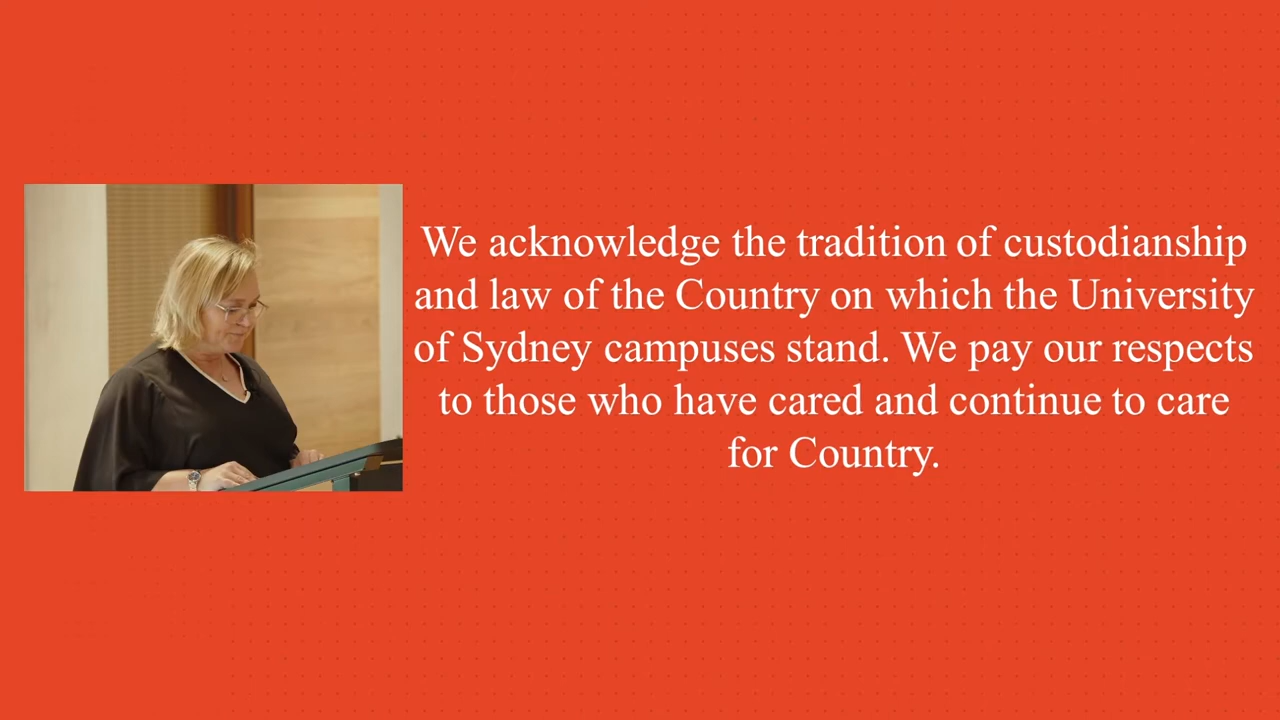 We acknowledge the tradition of custodianship
and law of the Country on which the University
of Sydney campuses stand. We pay our respects
to those who have cared and continue to care
for Country.